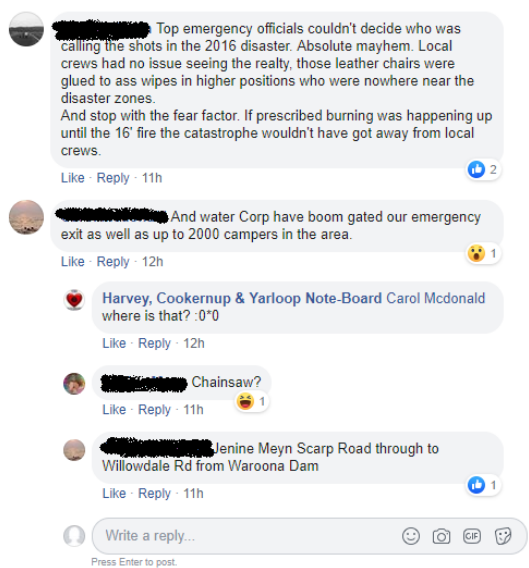 Top emergency officials couldn't decide who was
calling the shots in the 2016 disaster. Absolute mayhem. Local
crews had no issue seeing the realty, those leather chairs were
glued to ass wipes in higher positions who were nowhere near the
disaster zones.
And stop with the fear factor. If prescribed burning was happening up
until the 16' fire the catastrophe wouldn't have got away from local
crews.
2
Like · Reply · 11h
And water Corp have boom gated our emergency
exit as well as up to 2000 campers in the area.
1
Like · Reply · 12h
Harvey, Cookernup & Yarloop Note-Board Carol Mcdonald
where is that? :0*0
Like · Reply · 12h
Chainsaw?
1
Like · Reply · 11h
Jenine Meyn Scarp Road through to
Willowdale Rd from Waroona Dam
1
Like · Reply · 11h
Write a reply...
GIF
Press Enter to post.